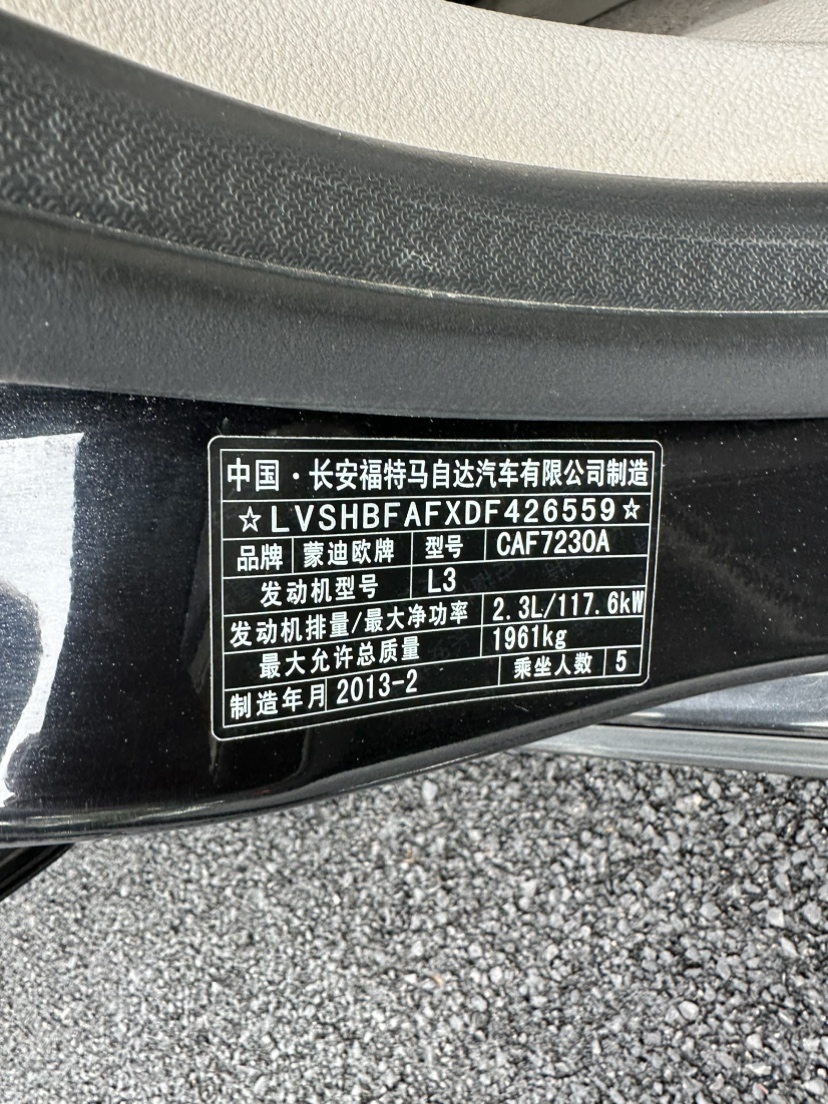 中国·长安福特马自达汽车有限公司制造
☆LVSHBFAFXDF426559☆
品牌 蒙迪欧牌 型号 CAF7230A
发动机型号 L3
发动机排量/最大净功率 2.3L/117.6kW
最大允许总质量 1961kg
制造年月 2013-2 乘坐人数 5